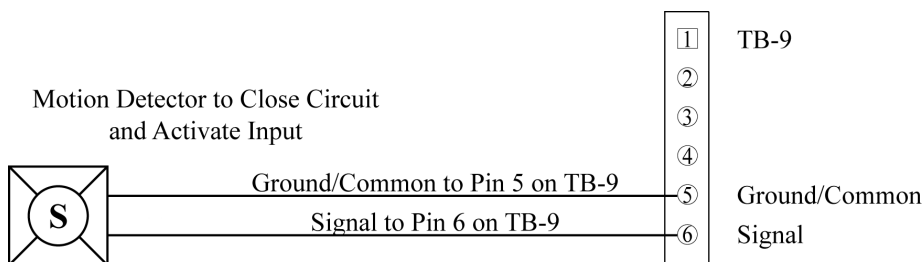 1 TB-9
2
Motion Detector to Close Circuit
and Activate Input
3
4
Ground/Common to Pin 5 on TB-9 5 Ground/Common
S
Signal to Pin 6 on TB-9 6 Signal